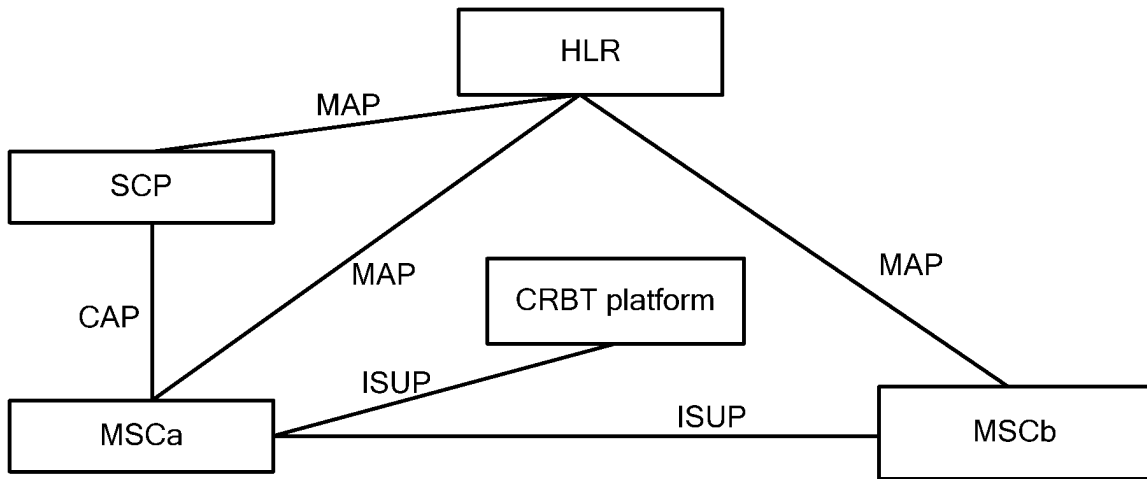 HLR
MAP
SCP
MAP
MAP
CRBT platform
CAP
ISUP
ISUP
MSCa
MSCb